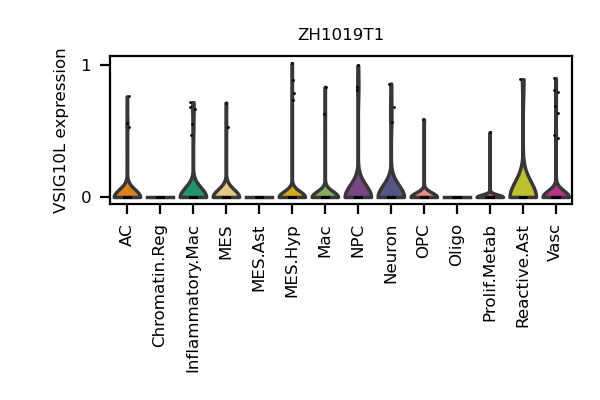 ZH1019T1
VSIG10L expression
1
0
AC
Chromatin.Reg
Inflammatory.Mac
MES
MES.Ast
MES.Hyp
Mac
NPC
Neuron
OPC
Oligo
Prolif.Metab
Reactive.Ast
Vasc